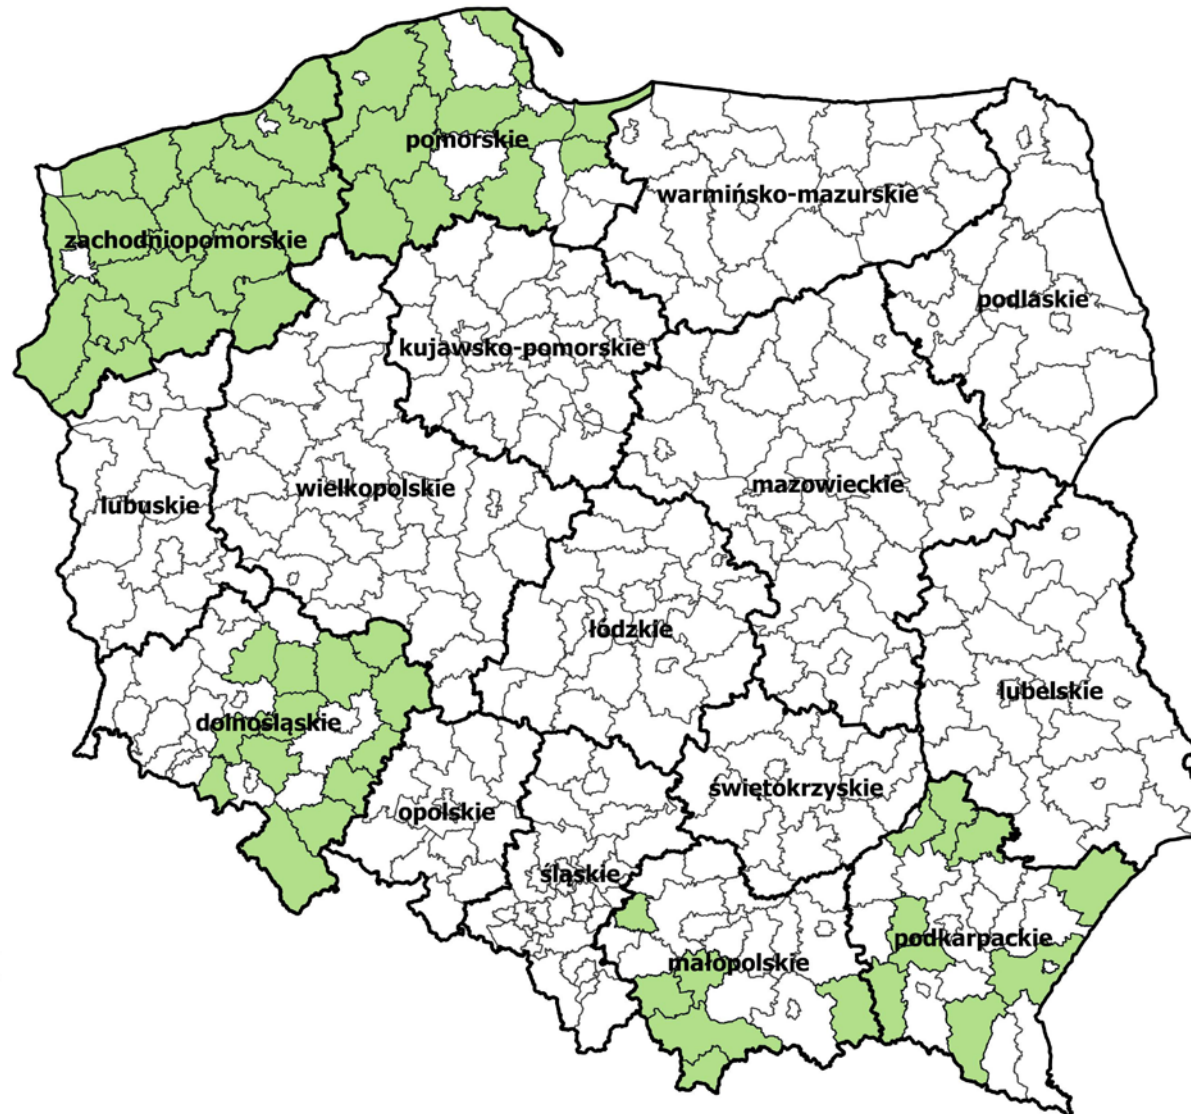 pomorskie
warmińsko-mazurskie
zachodniopomorskie
podlaskie
kujawsko-pomorskie
mazowieckie
wielkopolskie
lubuskie
łódzkie
lubelskie
dolnośląskie
świętokrzyskie
opolskie
śląskie
podkarpackie
małopolskie